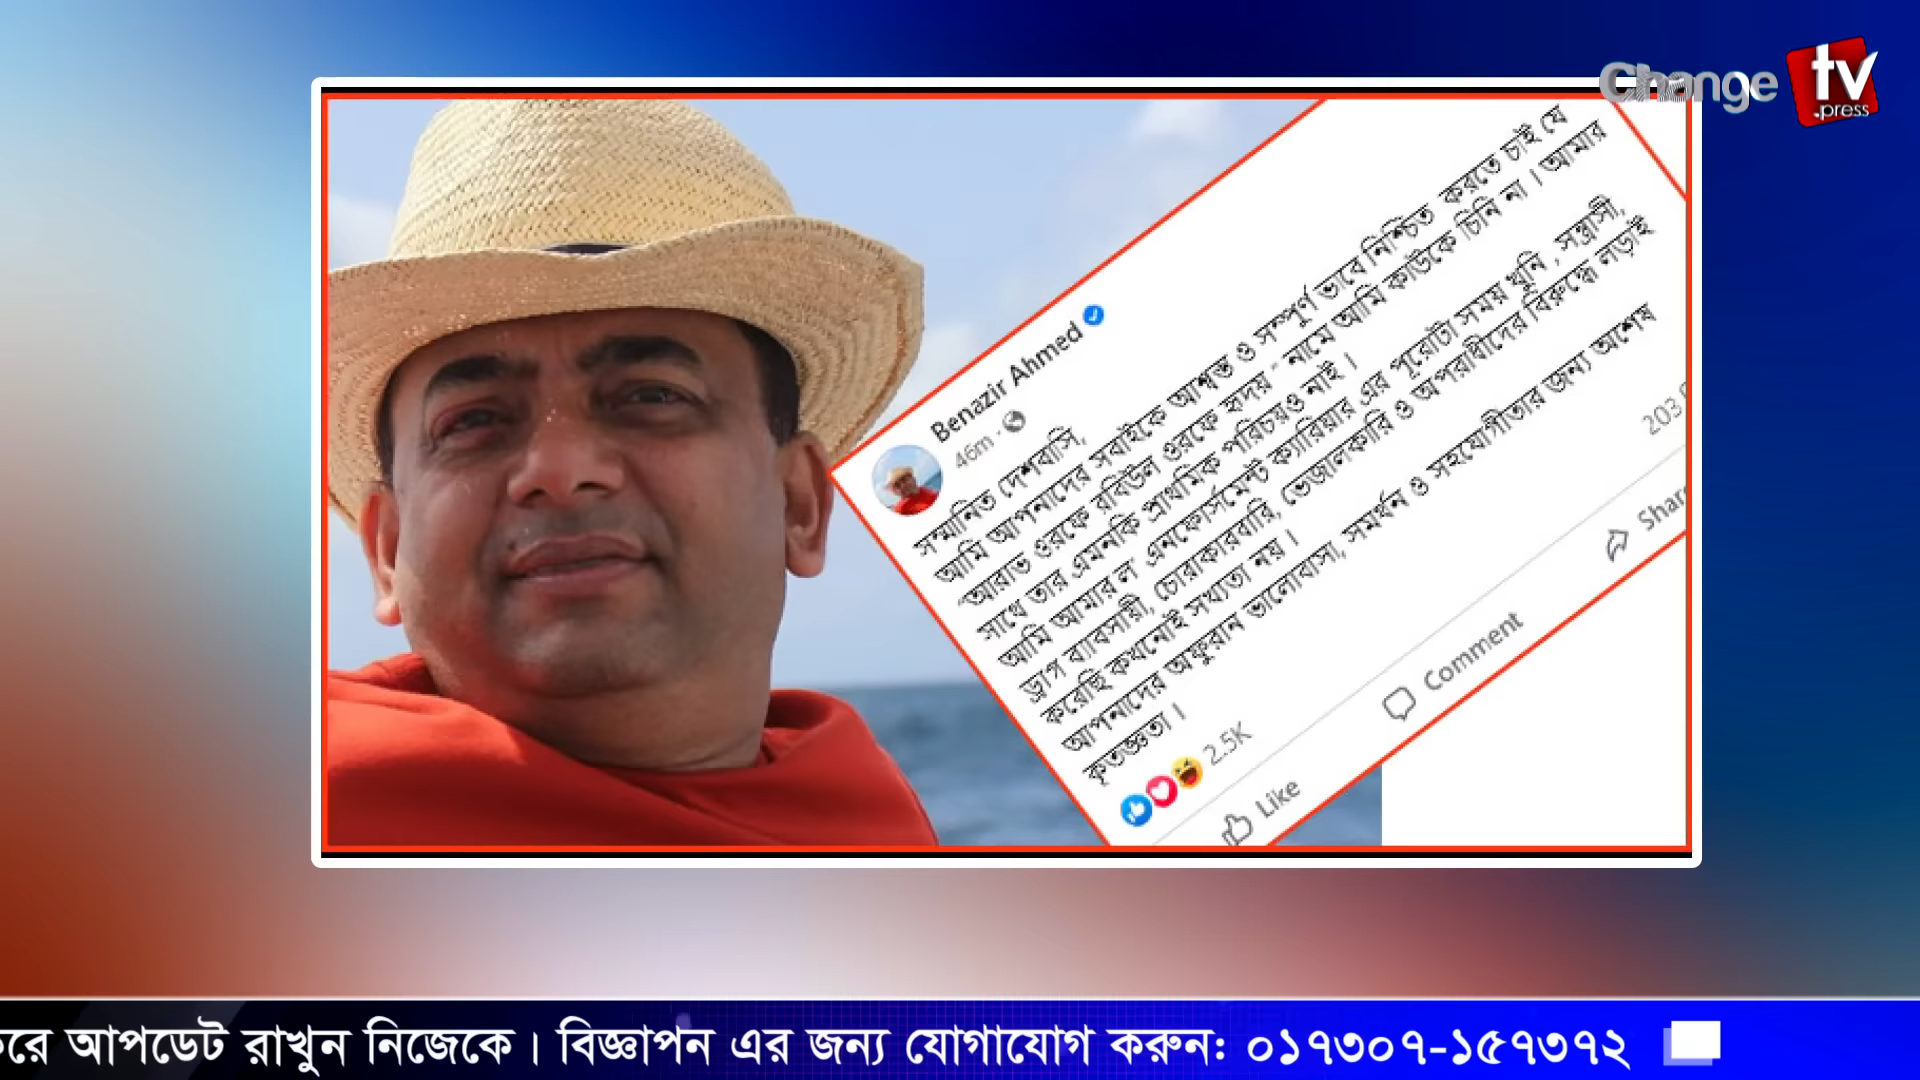 Change tv
.press
Benazir Ahmed
46m
সম্মানিত দেশবাসি,
আমি আপনাদের সবাইকে আশ্বস্ত ও সম্পুর্ণ ভাবে নিশ্চিত করতে চাই যে
"আরাভ ওরফে রবিউল ওরফে হৃদয় " নামে আমি কাউকে চিনি না । আমার
সাথে তার এমনকি প্রাথমিক পরিচয়ও নাই ।
আমি আমার ল এনফোর্সমেন্ট ক্যারিয়ার এর পুরোটা সময় খুনি , সন্ত্রাসী,
ড্রাগ ব্যাবসায়ী, চোরাকারবারি, ভেজালকারি ও অপরাধীদের বিরুদ্ধে লড়াই
করেছি কখনোই সখ্যতা নয় ।
আপনাদের অফুরান ভালোবাসা, সমর্থন ও সহযোগীতার জন্য অশেষ
কৃতজ্ঞতা ।
2.5K
203
Like Comment Share
রে আপডেট রাখুন নিজেকে । বিজ্ঞাপন এর জন্য যোগাযোগ করুন: ০১৭৩০৭-১৫৭৩৭২